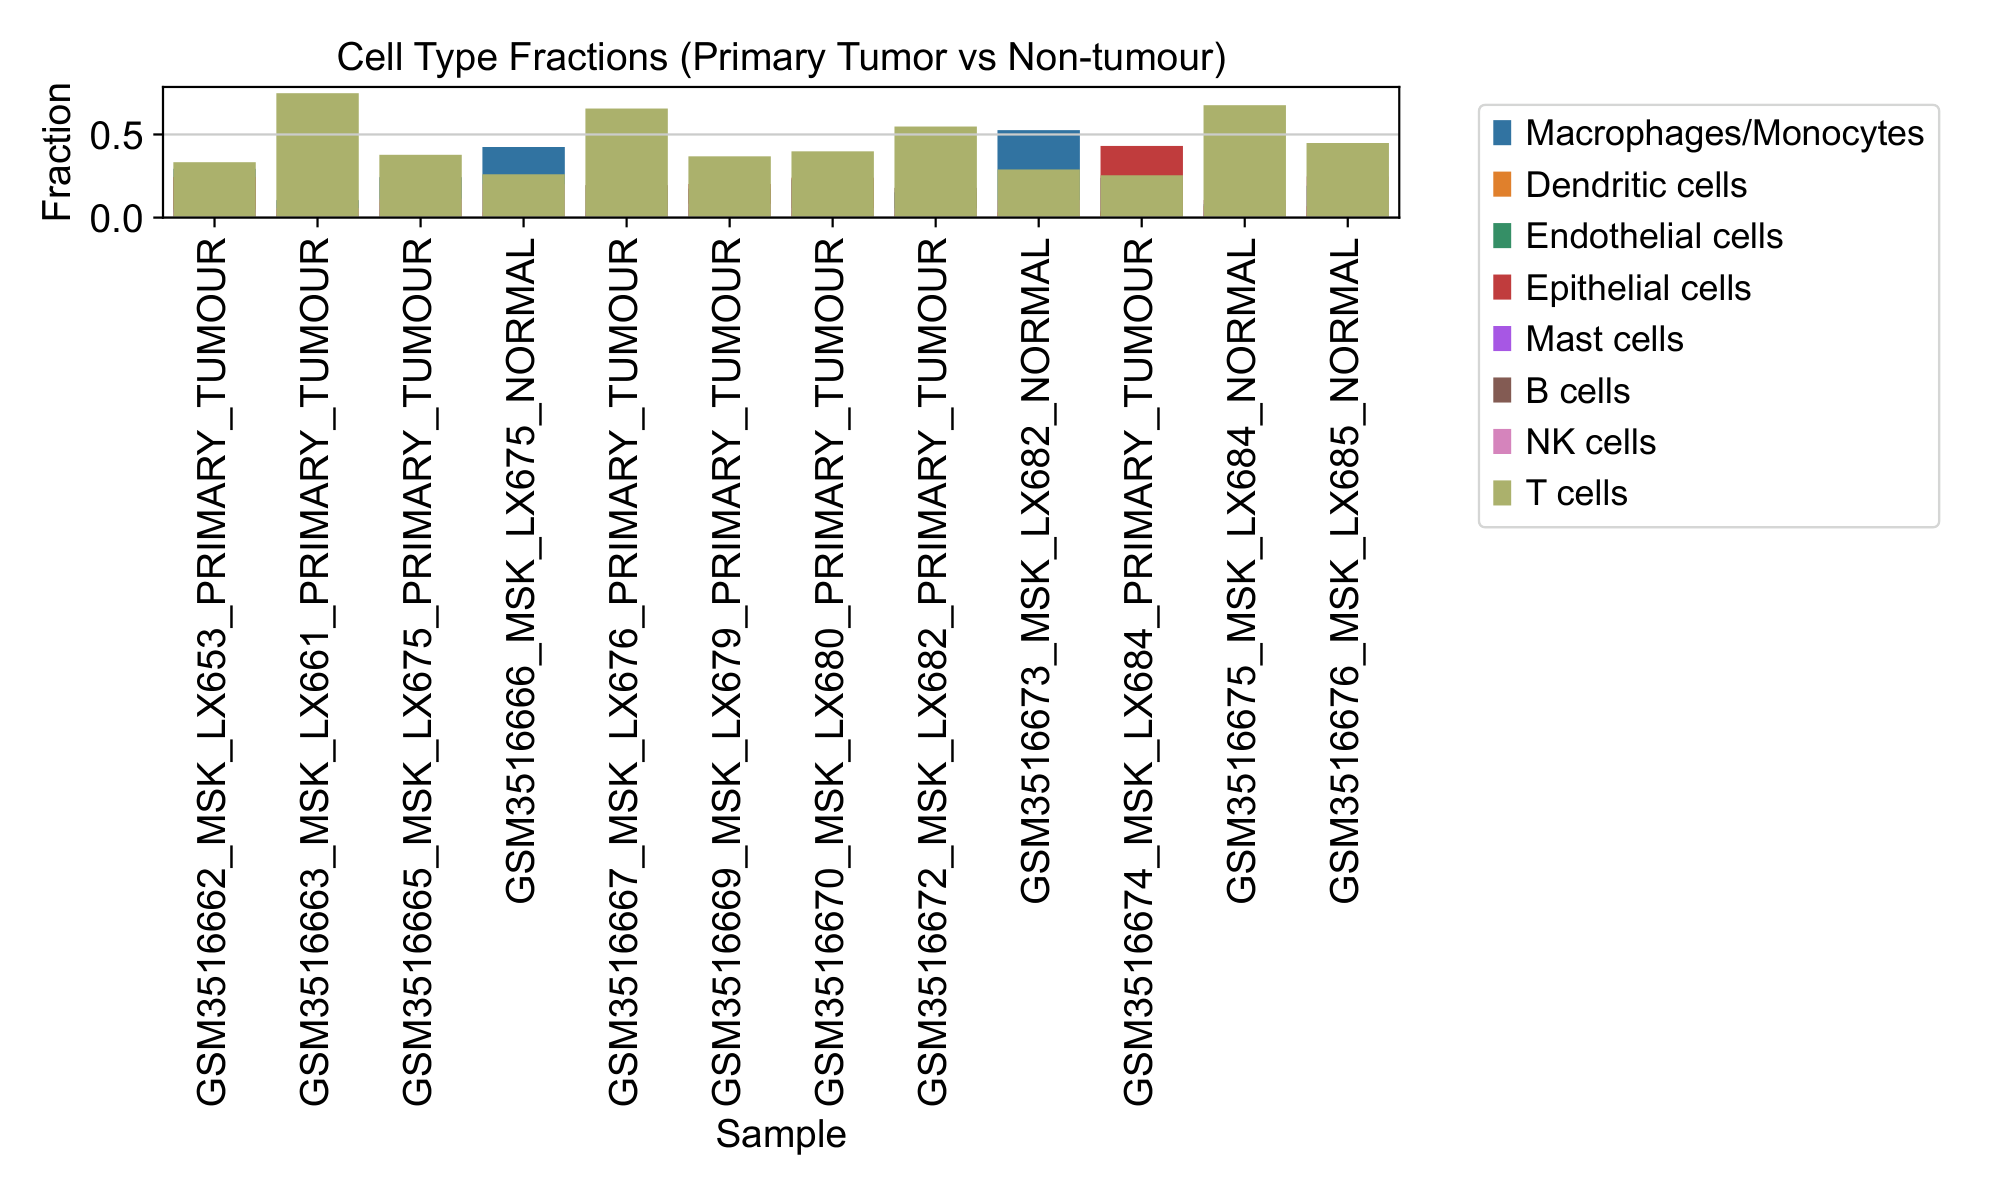 Cell Type Fractions (Primary Tumor vs Non-tumour)
Fraction
0.5
0.0
GSM3516662_MSK_LX653_PRIMARY_TUMOUR
GSM3516663_MSK_LX661_PRIMARY_TUMOUR
GSM3516665_MSK_LX675_PRIMARY_TUMOUR
GSM3516666_MSK_LX675_NORMAL
GSM3516667_MSK_LX676_PRIMARY_TUMOUR
GSM3516669_MSK_LX679_PRIMARY_TUMOUR
GSM3516670_MSK_LX680_PRIMARY_TUMOUR
GSM3516672_MSK_LX682_PRIMARY_TUMOUR
GSM3516673_MSK_LX682_NORMAL
GSM3516674_MSK_LX684_PRIMARY_TUMOUR
GSM3516675_MSK_LX684_NORMAL
GSM3516676_MSK_LX685_NORMAL
Sample
Macrophages/Monocytes
Dendritic cells
Endothelial cells
Epithelial cells
Mast cells
B cells
NK cells
T cells